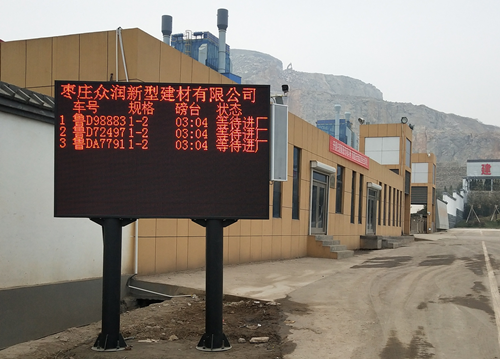 枣庄众润新型建材有限公司
车号 规格 磅台 状态
1 鲁D98883 1-2 03:04 等待进厂
2 鲁D72497 1-2 03:04 等待进厂
3 鲁DA7791 1-2 03:04 等待进厂
建